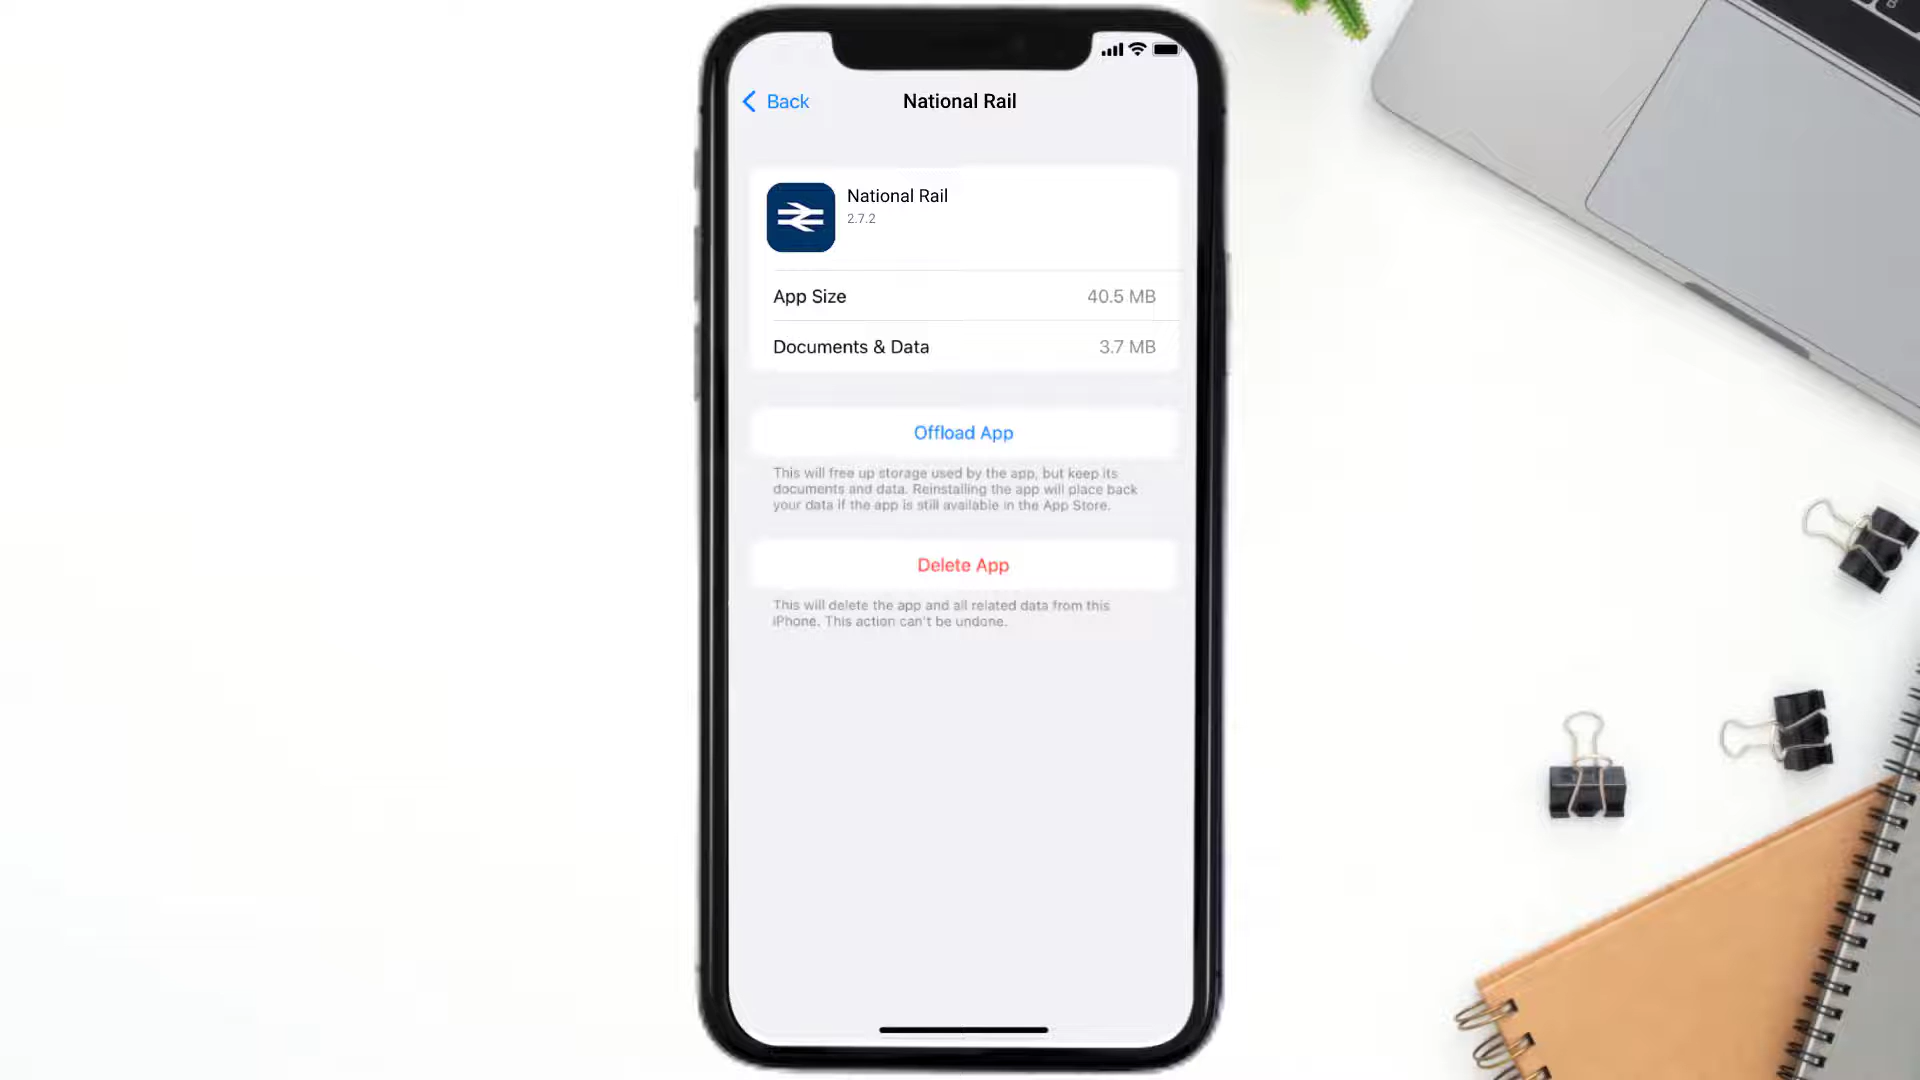 Back
National Rail
National Rail
2.7.2
App Size
40.5 MB
Documents & Data
3.7 MB
Offload App
This will free up storage used by the app, but keep its
documents and data. Reinstalling the app will place back
your data if the app is still available in the App Store.
Delete App
This will delete the app and all related data from this
iPhone. This action can't be undone.